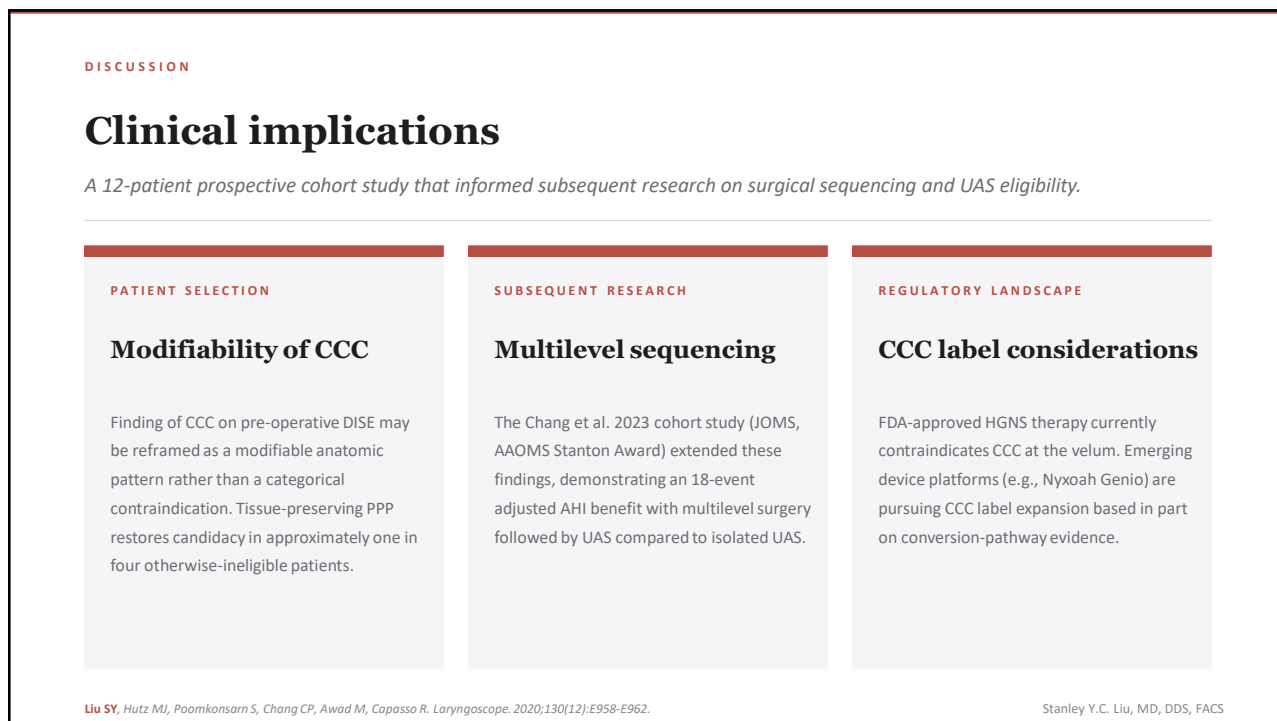 DISCUSSION
Clinical implications
A 12-patient prospective cohort study that informed subsequent research on surgical sequencing and UAS eligibility.
PATIENT SELECTION
Modifiability of CCC
Finding of CCC on pre-operative DISE may
be reframed as a modifiable anatomic
pattern rather than a categorical
contraindication. Tissue-preserving PPP
restores candidacy in approximately one in
four otherwise-ineligible patients.
SUBSEQUENT RESEARCH
Multilevel sequencing
The Chang et al. 2023 cohort study (JOMS,
AAOMS Stanton Award) extended these
findings, demonstrating an 18-event
adjusted AHI benefit with multilevel surgery
followed by UAS compared to isolated UAS.
REGULATORY LANDSCAPE
CCC label considerations
FDA-approved HGNS therapy currently
contraindicates CCC at the velum. Emerging
device platforms (e.g., Nyxoah Genio) are
pursuing CCC label expansion based in part
on conversion-pathway evidence.
Liu SY, Hutz MJ, Poomkonsarn S, Chang CP, Awad M, Capasso R. Laryngoscope. 2020;130(12):E958-E962.
Stanley Y.C. Liu, MD, DDS, FACS